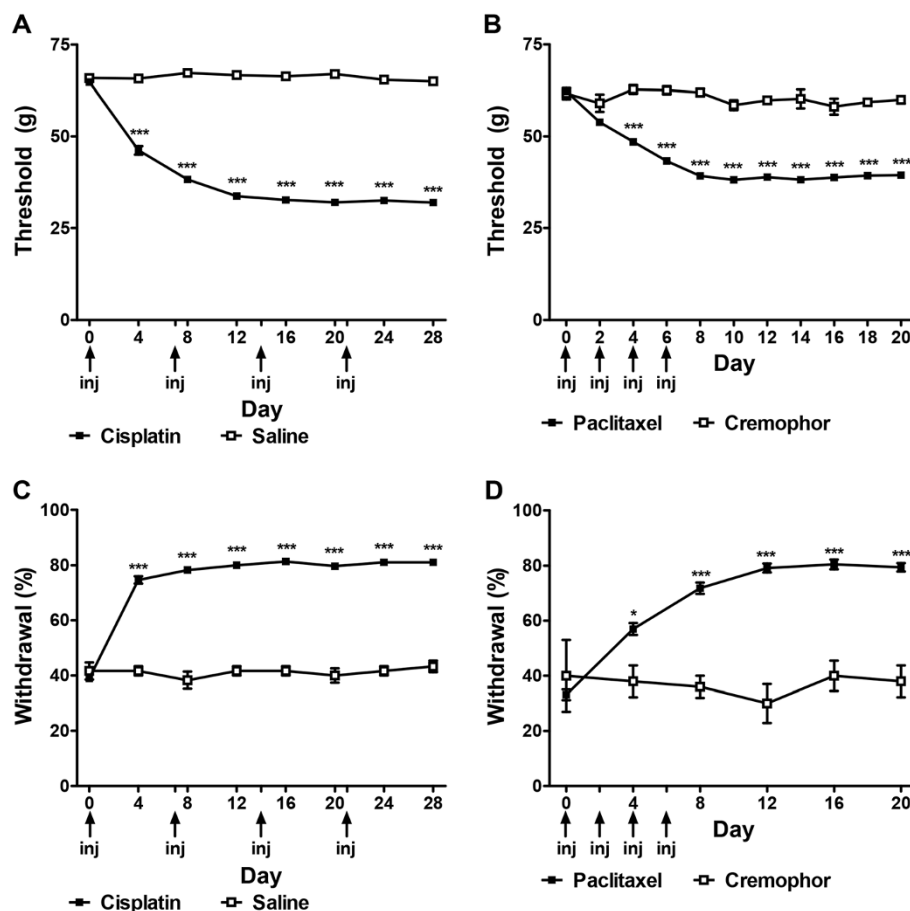 A
Threshold (g)
75
50
25
0
*** *** *** *** *** *** ***
0 4 8 12 16 20 24 28
inj inj inj inj
Day
Cisplatin Saline
B
Threshold (g)
75
50
25
0
*** *** *** *** *** *** *** *** ***
0 2 4 6 8 10 12 14 16 18 20
inj inj inj inj
Day
Paclitaxel Cremophor
C
Withdrawal (%)
100
80
60
40
20
0
*** *** *** *** *** *** ***
0 4 8 12 16 20 24 28
inj inj inj inj
Day
Cisplatin Saline
D
Withdrawal (%)
100
80
60
40
20
0
* *** *** *** ***
0 4 8 12 16 20
inj inj inj inj
Day
Paclitaxel Cremophor